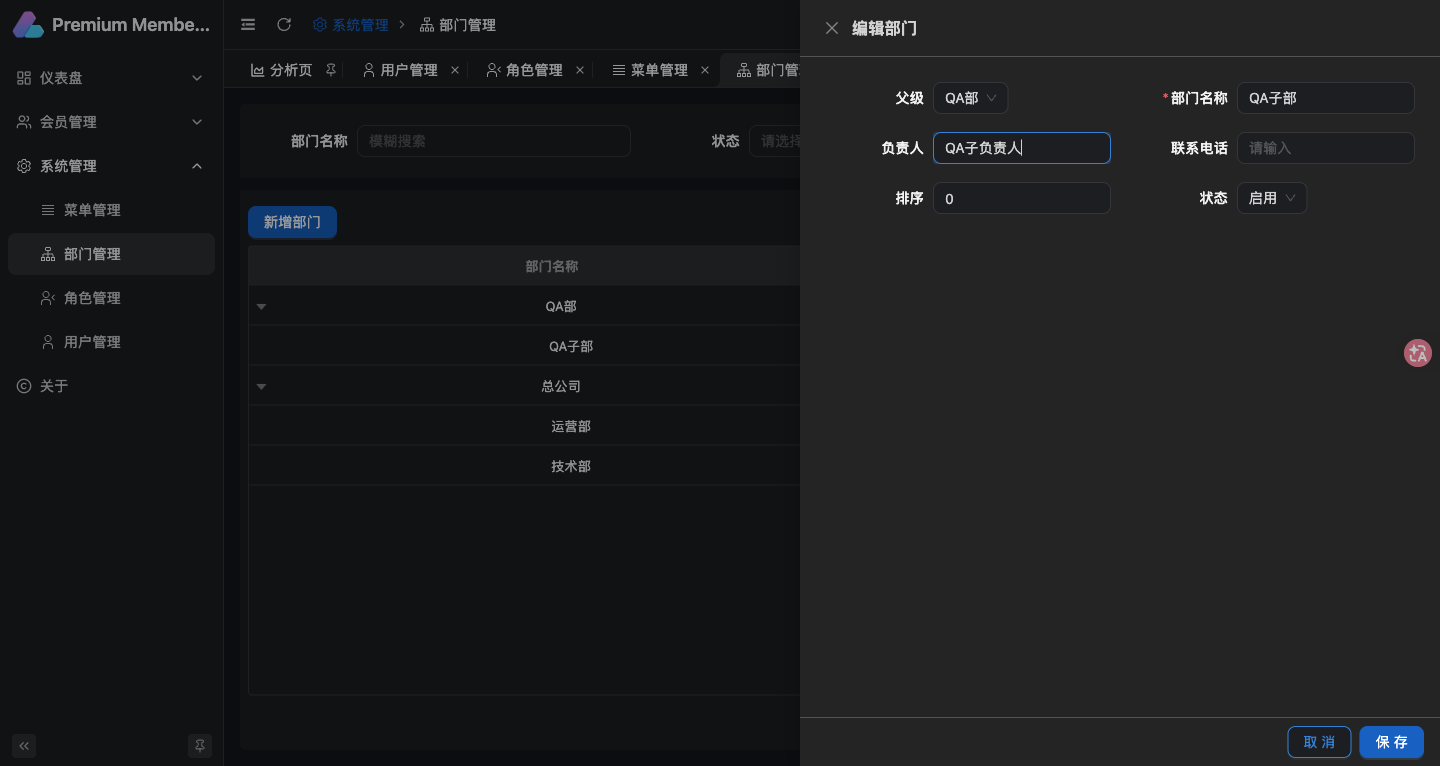 Premium Membe...
系统管理
部门管理
编辑部门
仪表盘
会员管理
系统管理
菜单管理
部门管理
角色管理
用户管理
关于
分析页
用户管理
角色管理
菜单管理
部门管
部门名称
模糊搜索
状态
请选择
新增部门
部门名称
QA部
QA子部
总公司
运营部
技术部
父级
QA部
*部门名称
QA子部
负责人
QA子负责人
联系电话
请输入
排序
0
状态
启用
取 消
保 存